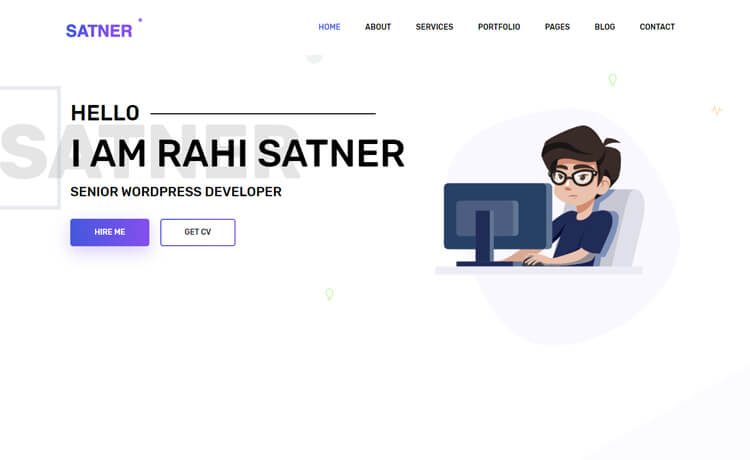 SATNER
HOME ABOUT SERVICES PORTFOLIO PAGES BLOG CONTACT
SATNER
HELLO
I AM RAHI SATNER
SENIOR WORDPRESS DEVELOPER
HIRE ME
GET CV